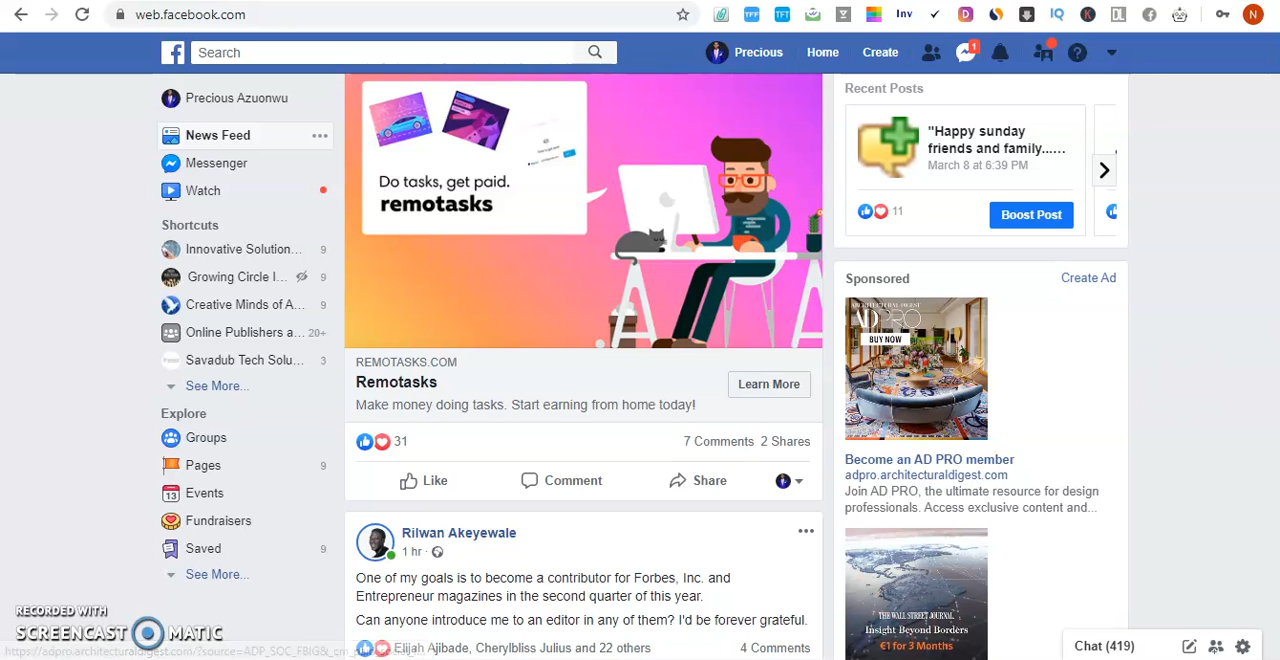 web.facebook.com
TFF
TFT
Inv
D
IQ
K
DL
N
Search
Precious
Home
Create
1
Precious Azuonwu
News Feed
Messenger
Watch
Shortcuts
Innovative Solution... 9
Growing Circle I... 9
Creative Minds of A... 9
Online Publishers a... 20+
Savadub Tech Solu... 3
See More...
Explore
Groups
Pages 9
Events
Fundraisers
Saved 9
See More...
Do tasks, get paid.
remotasks
REMOTASKS.COM
Remotasks
Learn More
Make money doing tasks. Start earning from home today!
31
7 Comments 2 Shares
Like
Comment
Share
Rilwan Akeyewale
1 hr ·
One of my goals is to become a contributor for Forbes, Inc. and
Entrepreneur magazines in the second quarter of this year.
Can anyone introduce me to an editor in any of them? I'd be forever grateful.
Elijah Ajibade, Cherylbliss Julius and 22 others
4 Comments
Recent Posts
"Happy sunday
friends and family...…
March 8 at 6:39 PM
11
Boost Post
Sponsored
Create Ad
ARCHITECTURAL DIGEST
AD PRO
BUY NOW
Become an AD PRO member
adpro.architecturaldigest.com
Join AD PRO, the ultimate resource for design
professionals. Access exclusive content and...
THE WALL STREET JOURNAL
Insight Beyond Borders
€1 for 3 Months
Chat (419)
RECORDED WITH
SCREENCAST MATIC